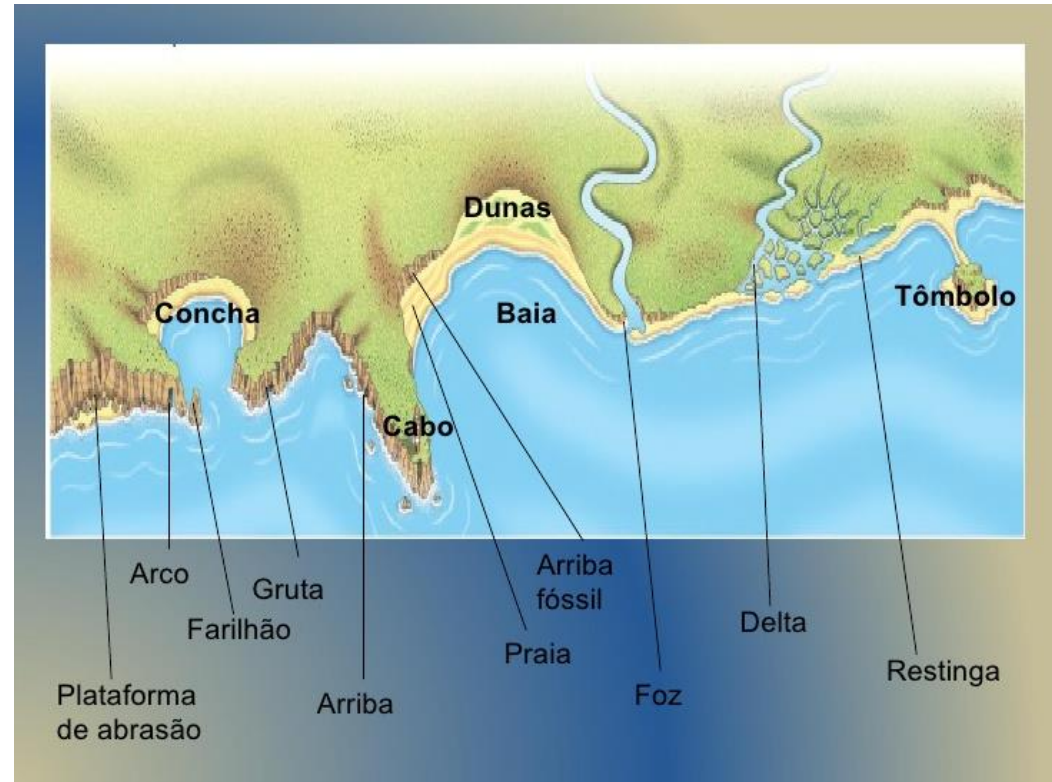 Dunas
Concha
Baia
Tômbolo
Cabo
Arco
Gruta
Farilhão
Arriba
fóssil
Praia
Delta
Restinga
Foz
Arriba
Plataforma
de abrasão